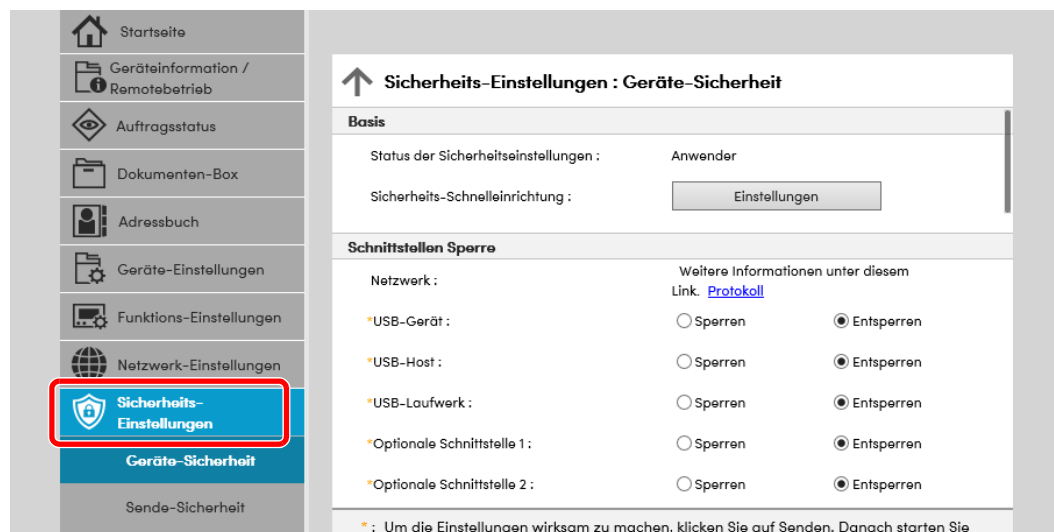 Startseite
Geräteinformation /
Remotebetrieb
Auftragsstatus
Dokumenten-Box
Adressbuch
Geräte-Einstellungen
Funktions-Einstellungen
Netzwerk-Einstellungen
Sicherheits-
Einstellungen
Geräte-Sicherheit
Sende-Sicherheit
Sicherheits-Einstellungen : Geräte-Sicherheit
Basis
Status der Sicherheitseinstellungen : Anwender
Sicherheits-Schnelleinrichtung : Einstellungen
Schnittstellen Sperre
Netzwerk : Weitere Informationen unter diesem
Link. Protokoll
*USB-Gerät : Sperren Entsperren
*USB-Host : Sperren Entsperren
*USB-Laufwerk : Sperren Entsperren
*Optionale Schnittstelle 1 : Sperren Entsperren
*Optionale Schnittstelle 2 : Sperren Entsperren
* : Um die Einstellungen wirksam zu machen, klicken Sie auf Senden. Danach starten Sie